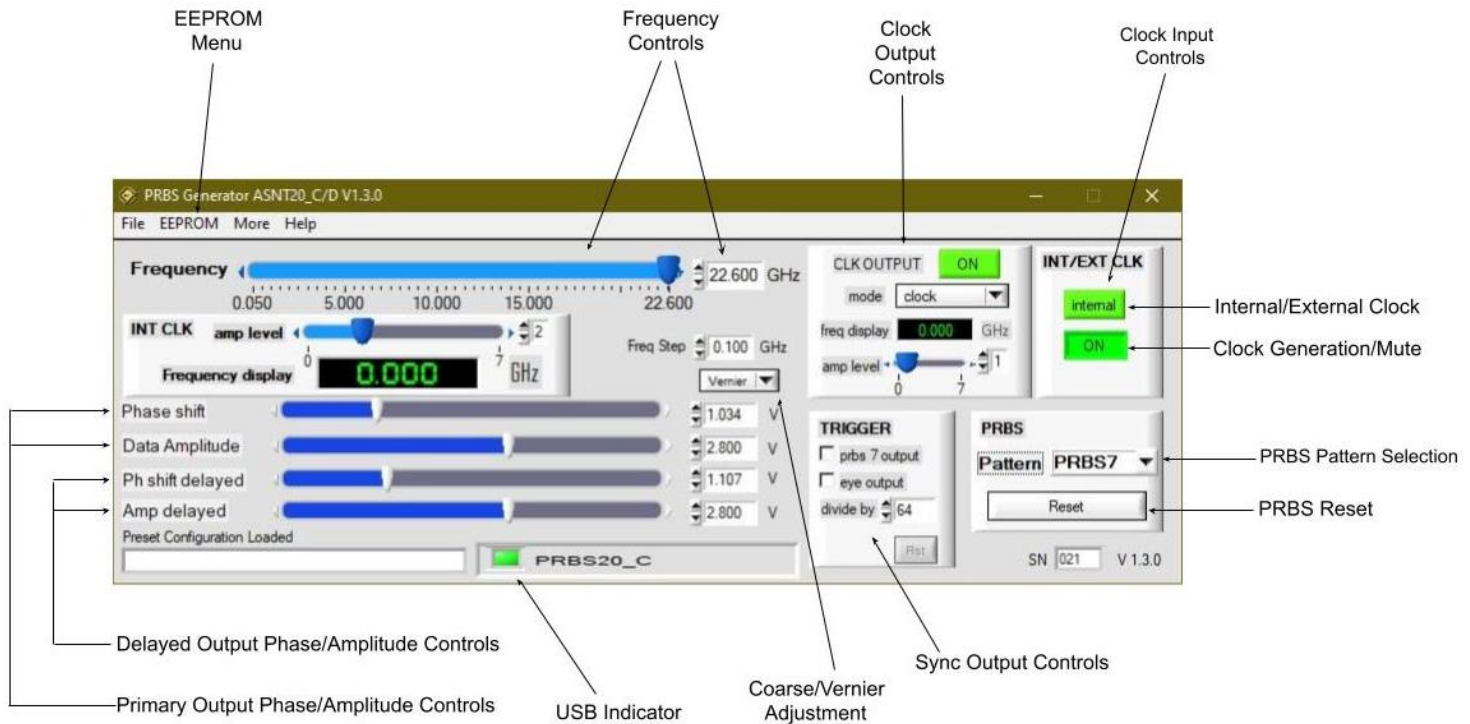 EEPROM
Menu
Frequency
Controls
Clock
Output
Controls
Clock Input
Controls
PRBS Generator ASNT20_C/D V1.3.0
File EEPROM More Help
Frequency
22.600 GHz
0.050 5.000 10.000 15.000 22.600
INT CLK amp level 2
0 7
Frequency display 0.000 GHz
Freq Step 0.100 GHz
Vernier
CLK OUTPUT ON
mode clock
freq display 0.000 GHz
amp level 1
0 7
INT/EXT CLK
internal
ON
Internal/External Clock
Clock Generation/Mute
Phase shift 1.034 V
Data Amplitude 2.800 V
Ph shift delayed 1.107 V
Amp delayed 2.800 V
Preset Configuration Loaded
PRBS20_C
TRIGGER
prbs 7 output
eye output
divide by 64
Rst
PRBS
Pattern PRBS7
Reset
SN 021 V 1.3.0
PRBS Pattern Selection
PRBS Reset
Delayed Output Phase/Amplitude Controls
Primary Output Phase/Amplitude Controls
USB Indicator
Coarse/Vernier
Adjustment
Sync Output Controls